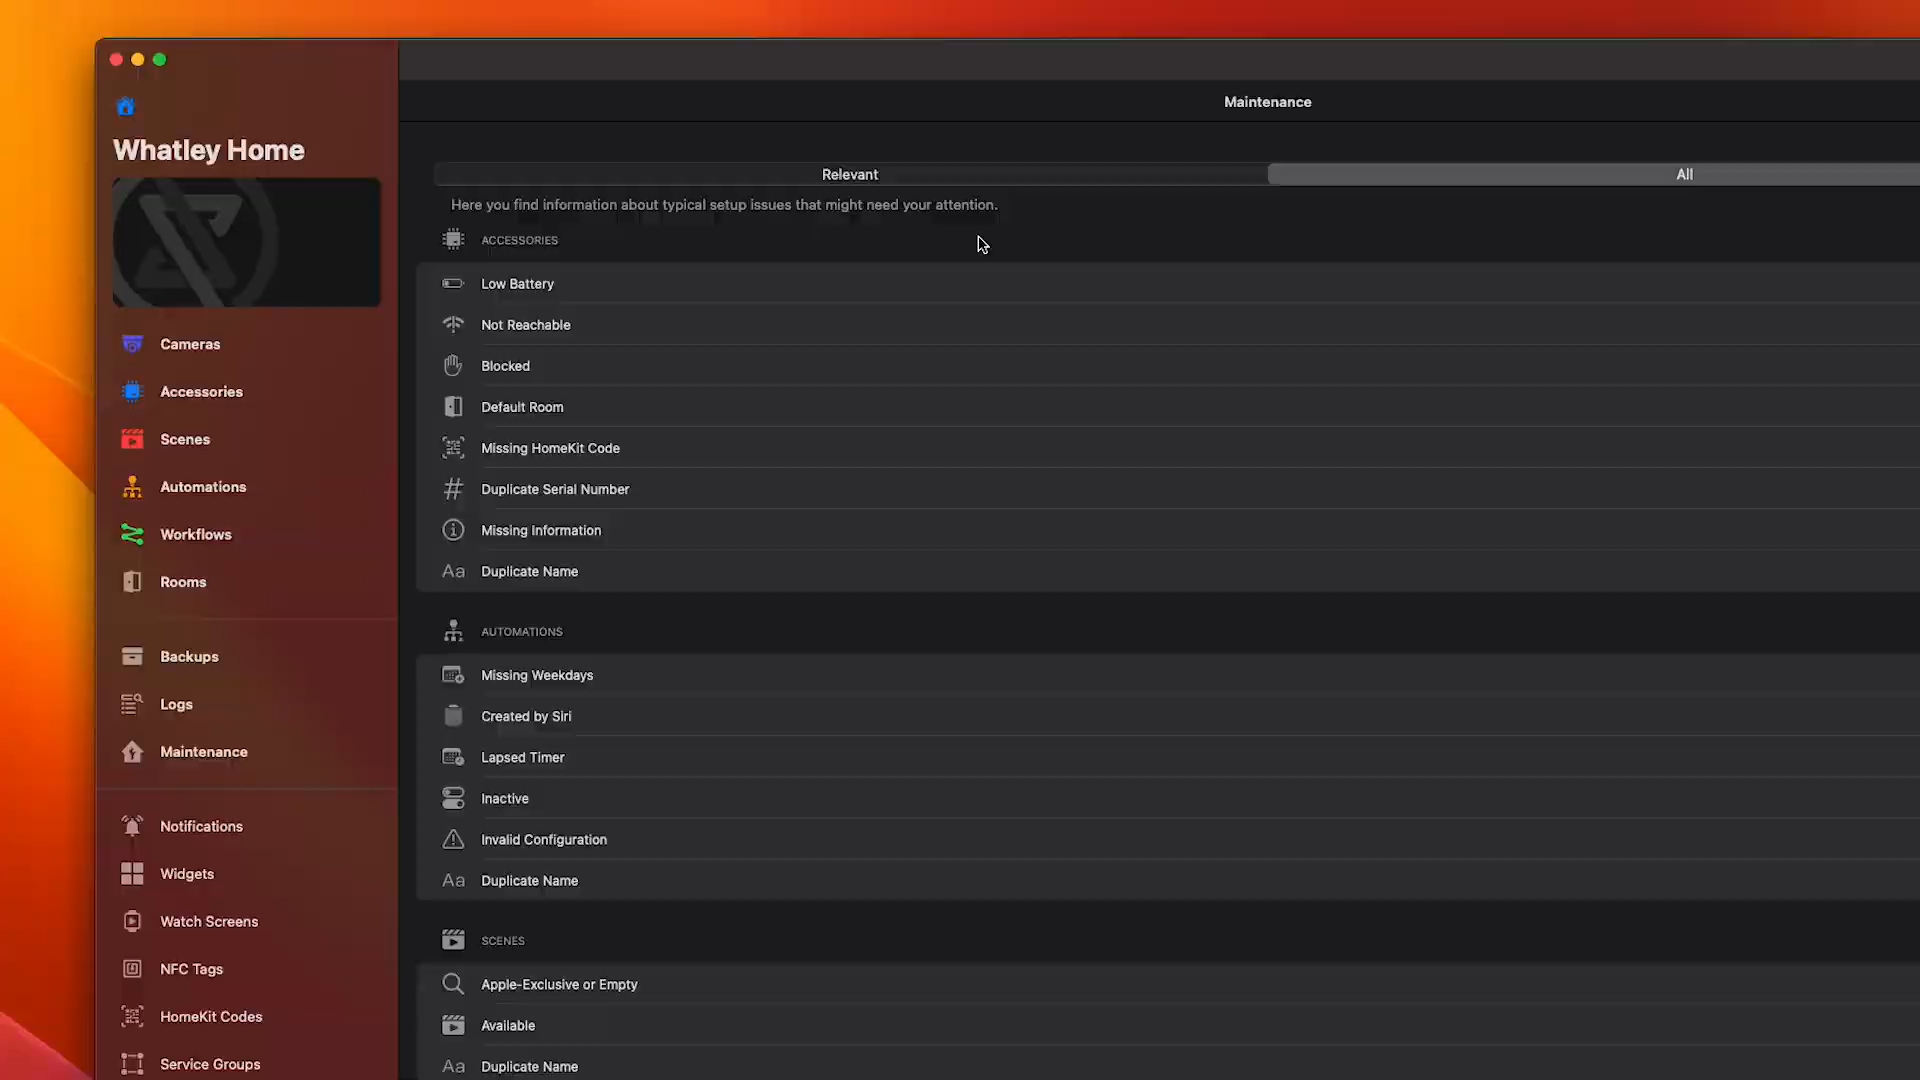 Whatley Home
Cameras
Accessories
Scenes
Automations
Workflows
Rooms
Backups
Logs
Maintenance
Notifications
Widgets
Watch Screens
NFC Tags
HomeKit Codes
Service Groups
Maintenance
Relevant
All
Here you find information about typical setup issues that might need your attention.
ACCESSORIES
Low Battery
Not Reachable
Blocked
Default Room
Missing HomeKit Code
# Duplicate Serial Number
Missing Information
Aa Duplicate Name
AUTOMATIONS
Missing Weekdays
Created by Siri
Lapsed Timer
Inactive
Invalid Configuration
Aa Duplicate Name
SCENES
Apple-Exclusive or Empty
Available
Aa Duplicate Name